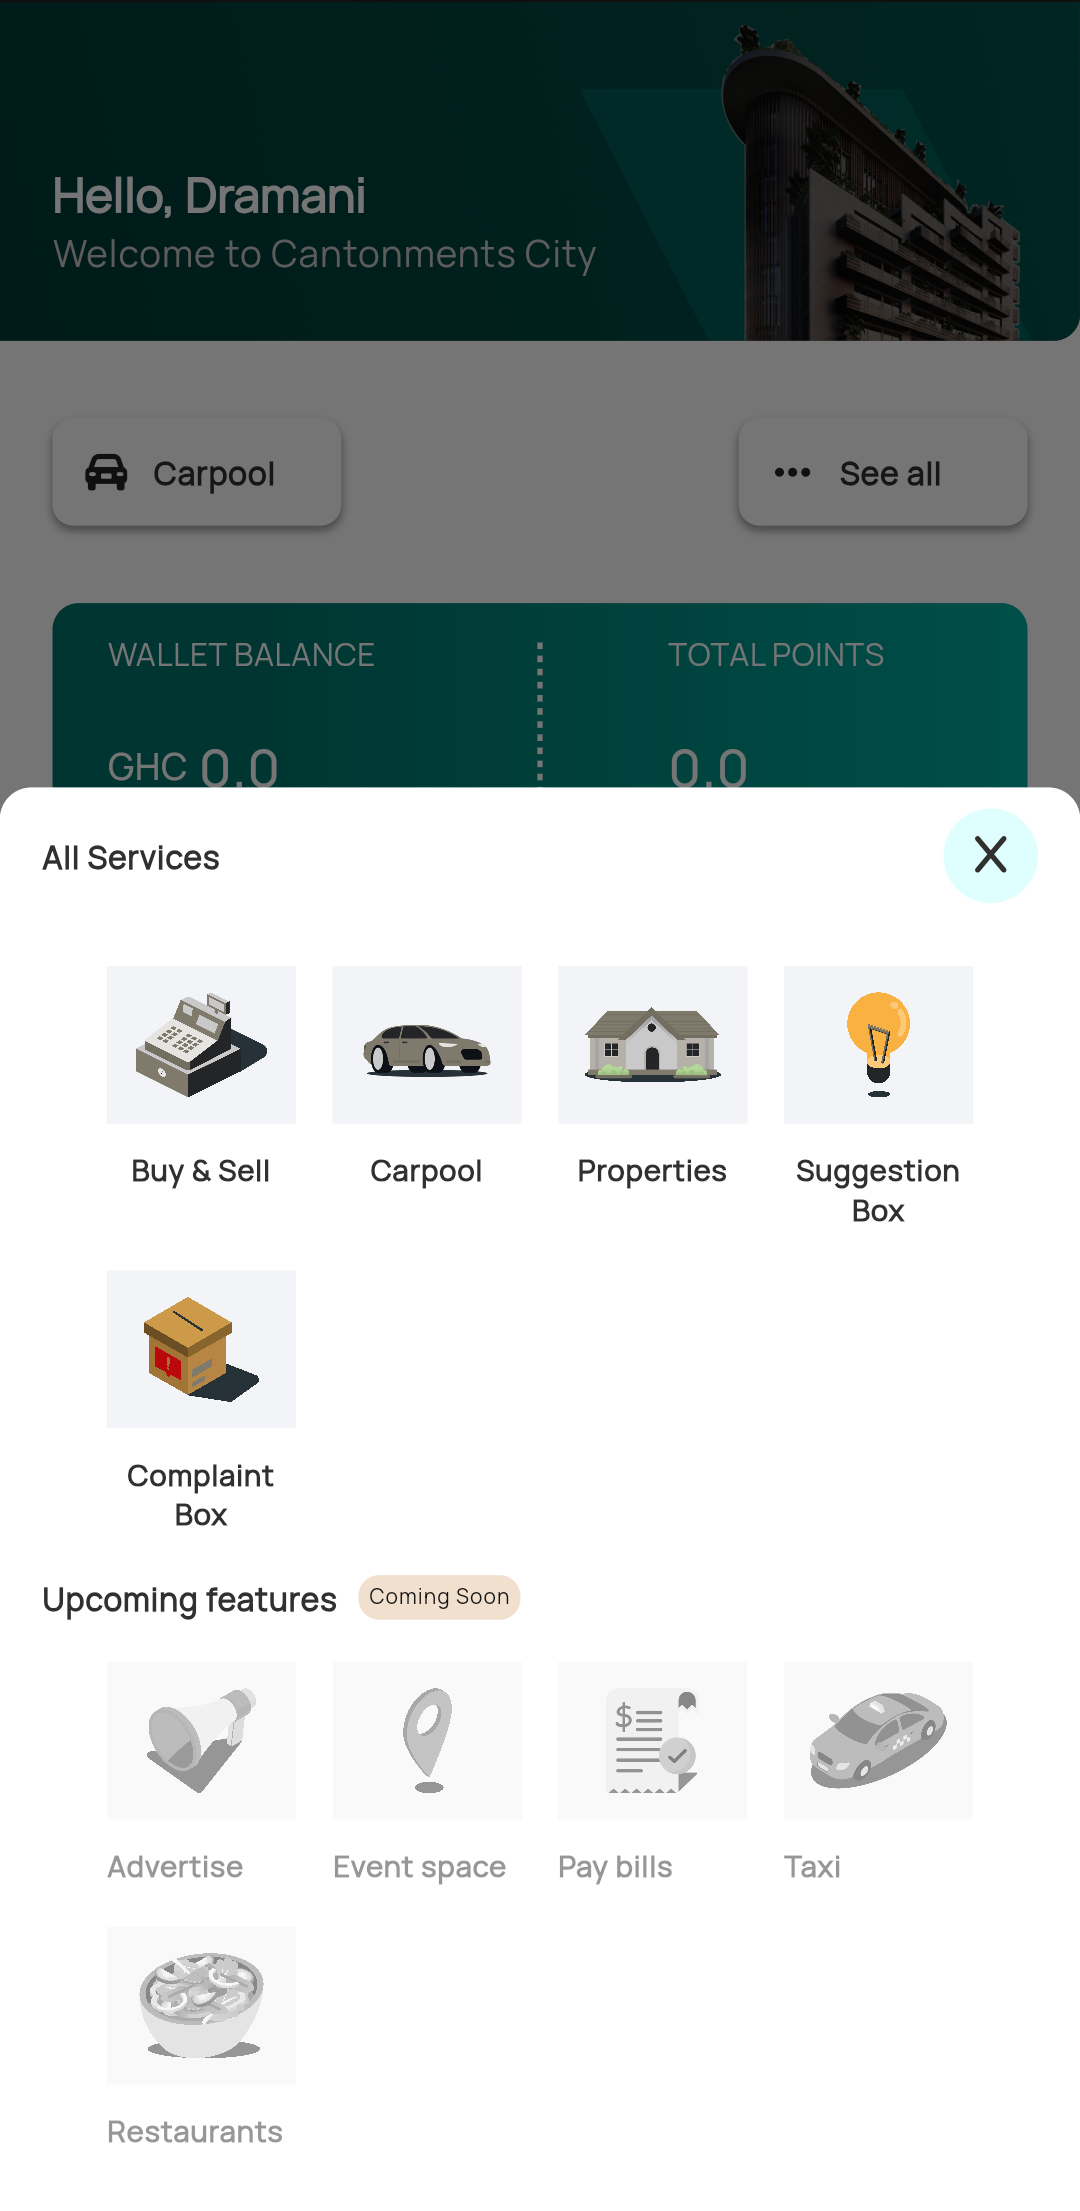 Hello, Dramani
Welcome to Cantonments City
Carpool
See all
WALLET BALANCE
TOTAL POINTS
GHC 0.0
0.0
All Services
Buy & Sell
Carpool
Properties
Suggestion
Box
Complaint
Box
Upcoming features
Coming Soon
Advertise
Event space
Pay bills
Taxi
Restaurants